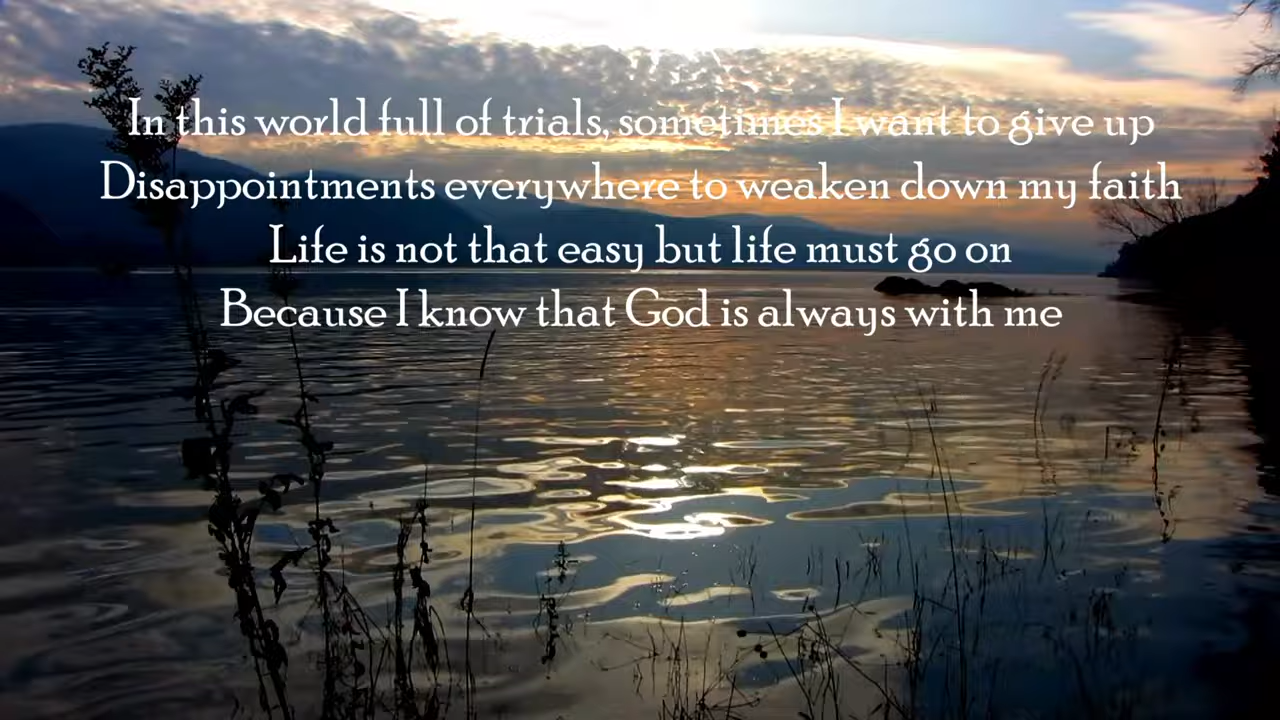 In this world full of trials, sometimes I want to give up
Disappointments everywhere to weaken down my faith
Life is not that easy but life must go on
Because I know that God is always with me